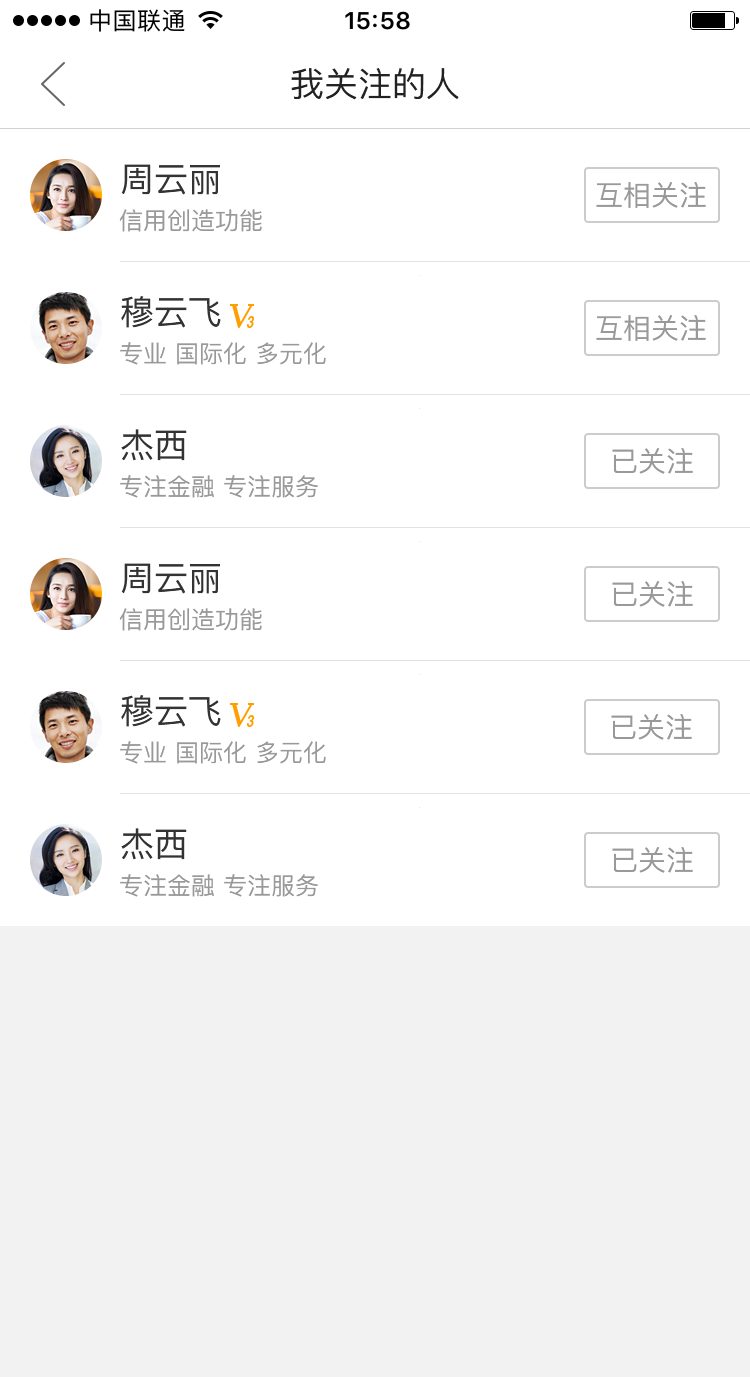 中国联通 15:58
我关注的人
周云丽
信用创造功能
互相关注
穆云飞 V3
专业 国际化 多元化
互相关注
杰西
专注金融 专注服务
已关注
周云丽
信用创造功能
已关注
穆云飞 V3
专业 国际化 多元化
已关注
杰西
专注金融 专注服务
已关注